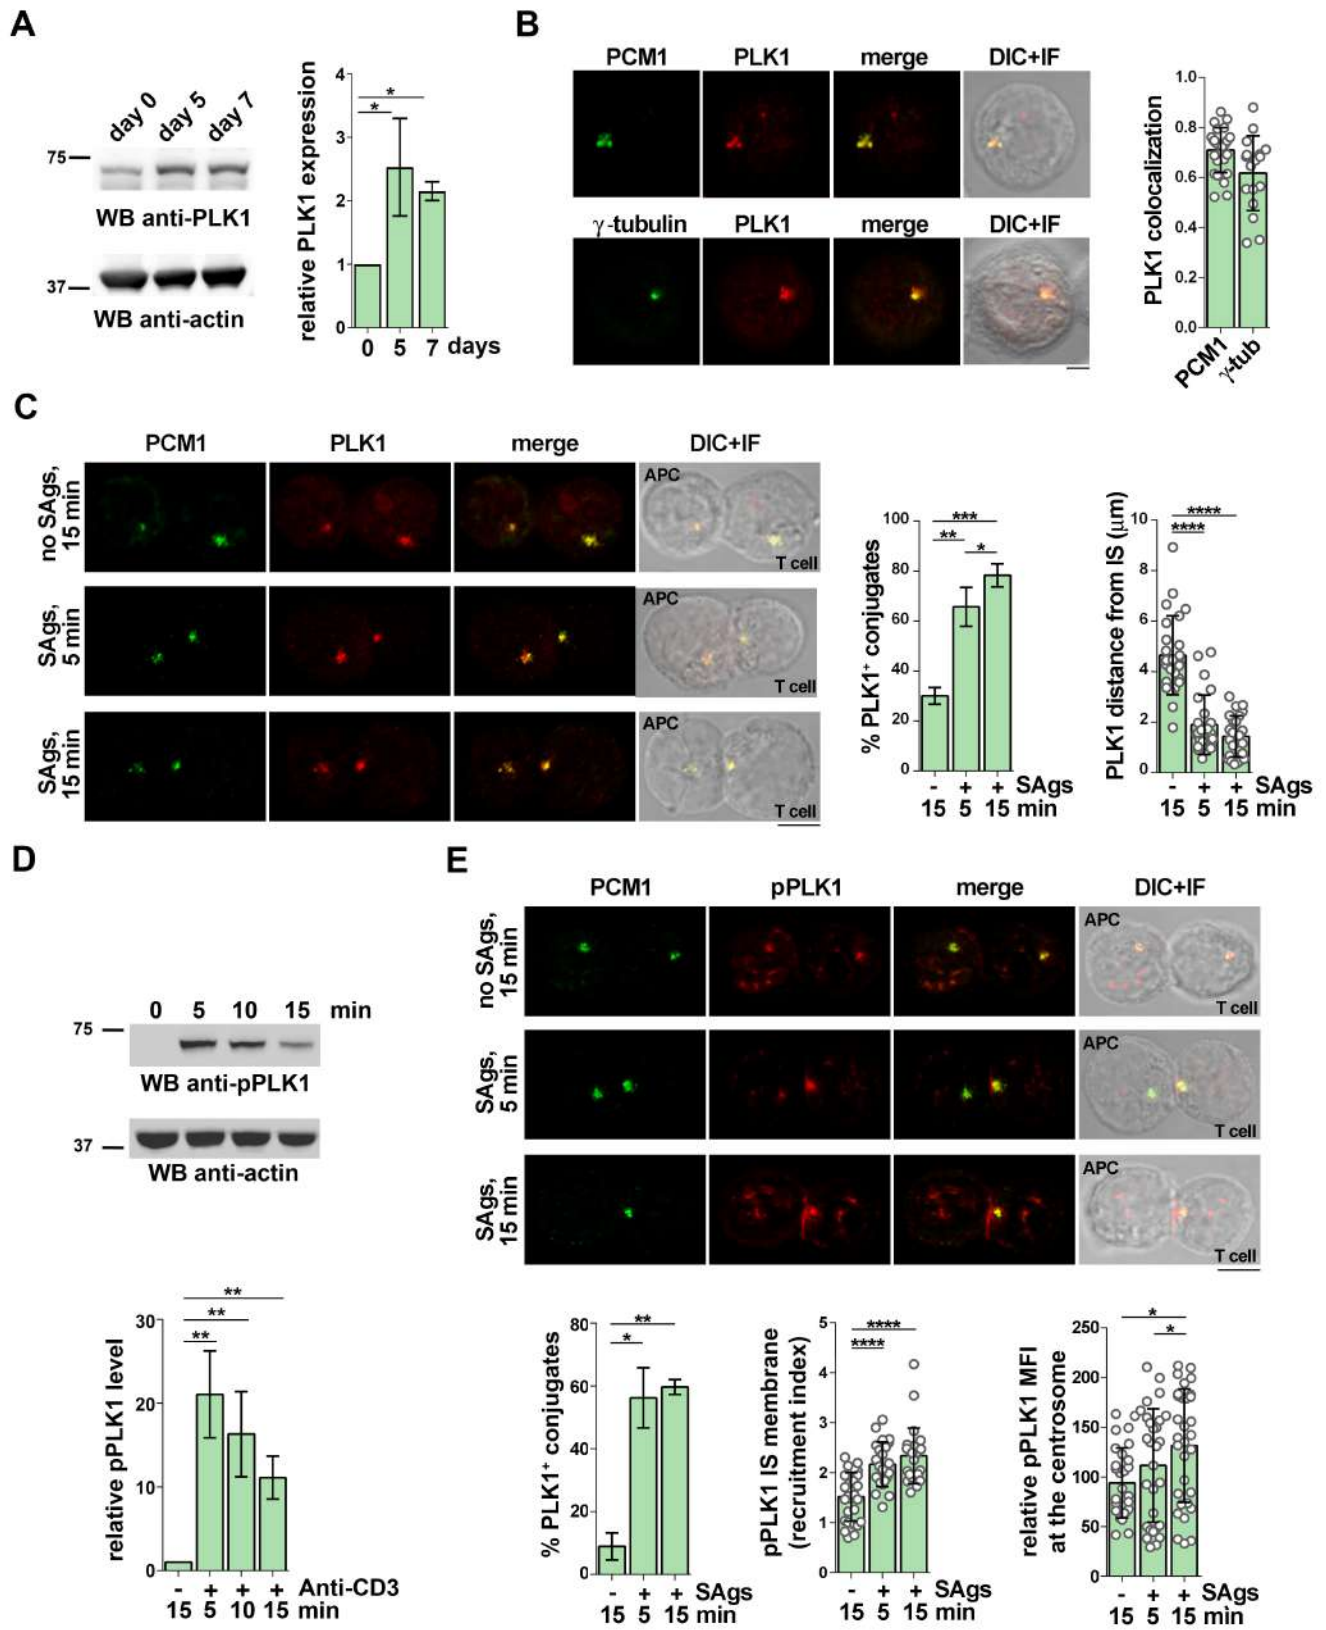 A
day 0 day 5 day 7
75
WB anti-PLK1
37
WB anti-actin
relative PLK1 expression
4
3
2
1
0
* *
0 5 7 days
B
PCM1 PLK1 merge DIC+IF
γ-tubulin PLK1 merge DIC+IF
PLK1 colocalization
1.0
0.8
0.6
0.4
0.2
0.0
PCM1 γ-tub
C
PCM1 PLK1 merge DIC+IF
no SAgs, 15 min
APC
T cell
SAgs, 5 min
APC
T cell
SAgs, 15 min
APC
T cell
% PLK1+ conjugates
100
80
60
40
20
0
***
** *
- + + SAgs
15 5 15 min
PLK1 distance from IS (µm)
10
8
6
4
2
0
****
****
- + + SAgs
15 5 15 min
D
0 5 10 15 min
75
WB anti-pPLK1
37
WB anti-actin
relative pPLK1 level
30
20
10
0
**
**
**
- + + + Anti-CD3
15 5 10 15 min
E
PCM1 pPLK1 merge DIC+IF
no SAgs, 15 min
APC
T cell
SAgs, 5 min
APC
T cell
SAgs, 15 min
APC
T cell
% PLK1+ conjugates
80
60
40
20
0
**
*
- + + SAgs
15 5 15 min
pPLK1 IS membrane
(recruitment index)
5
4
3
2
1
0
****
****
- + + SAgs
15 5 15 min
relative pPLK1 MFI
at the centrosome
250
200
150
100
50
0
*
*
- + + SAgs
15 5 15 min